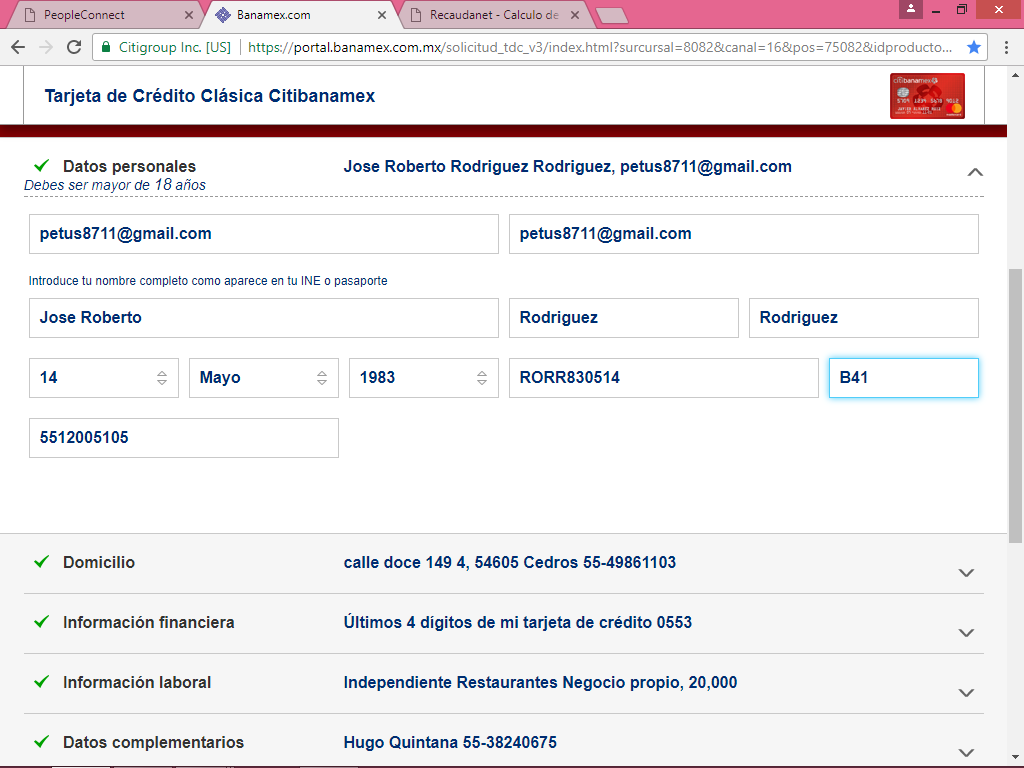 PeopleConnect
Banamex.com
Recaudanet - Calculo de
Citigroup Inc. [US]
https://portal.banamex.com.mx/solicitud_tdc_v3/index.html?surcursal=8082&canal=16&pos=75082&idproducto...
Tarjeta de Crédito Clásica Citibanamex
citibanamex
Datos personales
Jose Roberto Rodriguez Rodriguez, petus8711@gmail.com
Debes ser mayor de 18 años
petus8711@gmail.com
petus8711@gmail.com
Introduce tu nombre completo como aparece en tu INE o pasaporte
Jose Roberto
Rodriguez
Rodriguez
14
Mayo
1983
RORR830514
B41
5512005105
Domicilio
calle doce 149 4, 54605 Cedros 55-49861103
Información financiera
Últimos 4 dígitos de mi tarjeta de crédito 0553
Información laboral
Independiente Restaurantes Negocio propio, 20,000
Datos complementarios
Hugo Quintana 55-38240675